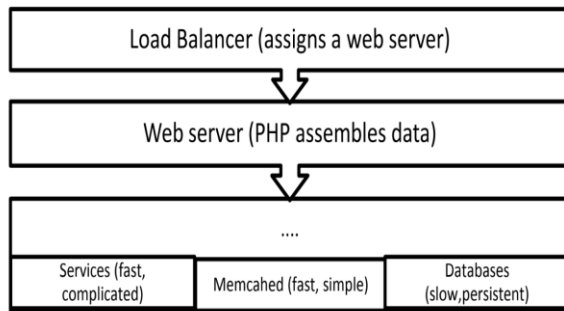 Load Balancer (assigns a web server)
Web server (PHP assembles data)
....
Services (fast,
complicated)
Memcahed (fast, simple)
Databases
(slow,persistent)